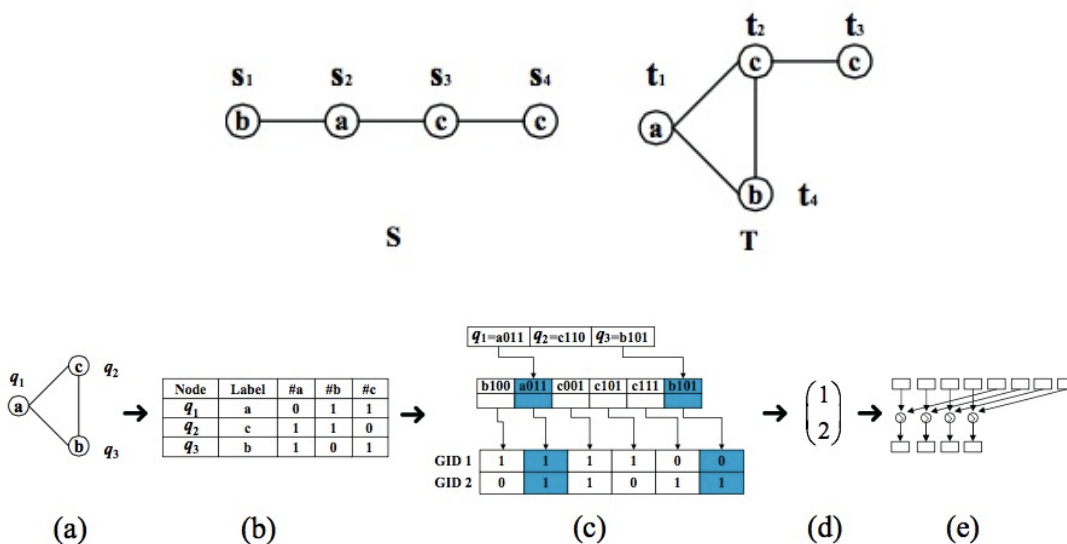 s1 s2 s3 s4
b a c c
S
t2 t3
t1 c c
a
b t4
T
q1 c q2
a
b q3
Node Label #a #b #c
q1 a 0 1 1
q2 c 1 1 0
q3 b 1 0 1
q1=a011 q2=c110 q3=b101
b100 a011 c001 c101 c111 b101
GID 1 1 1 1 1 0 0
GID 2 0 1 1 0 1 1
1
2
(a) (b) (c) (d) (e)